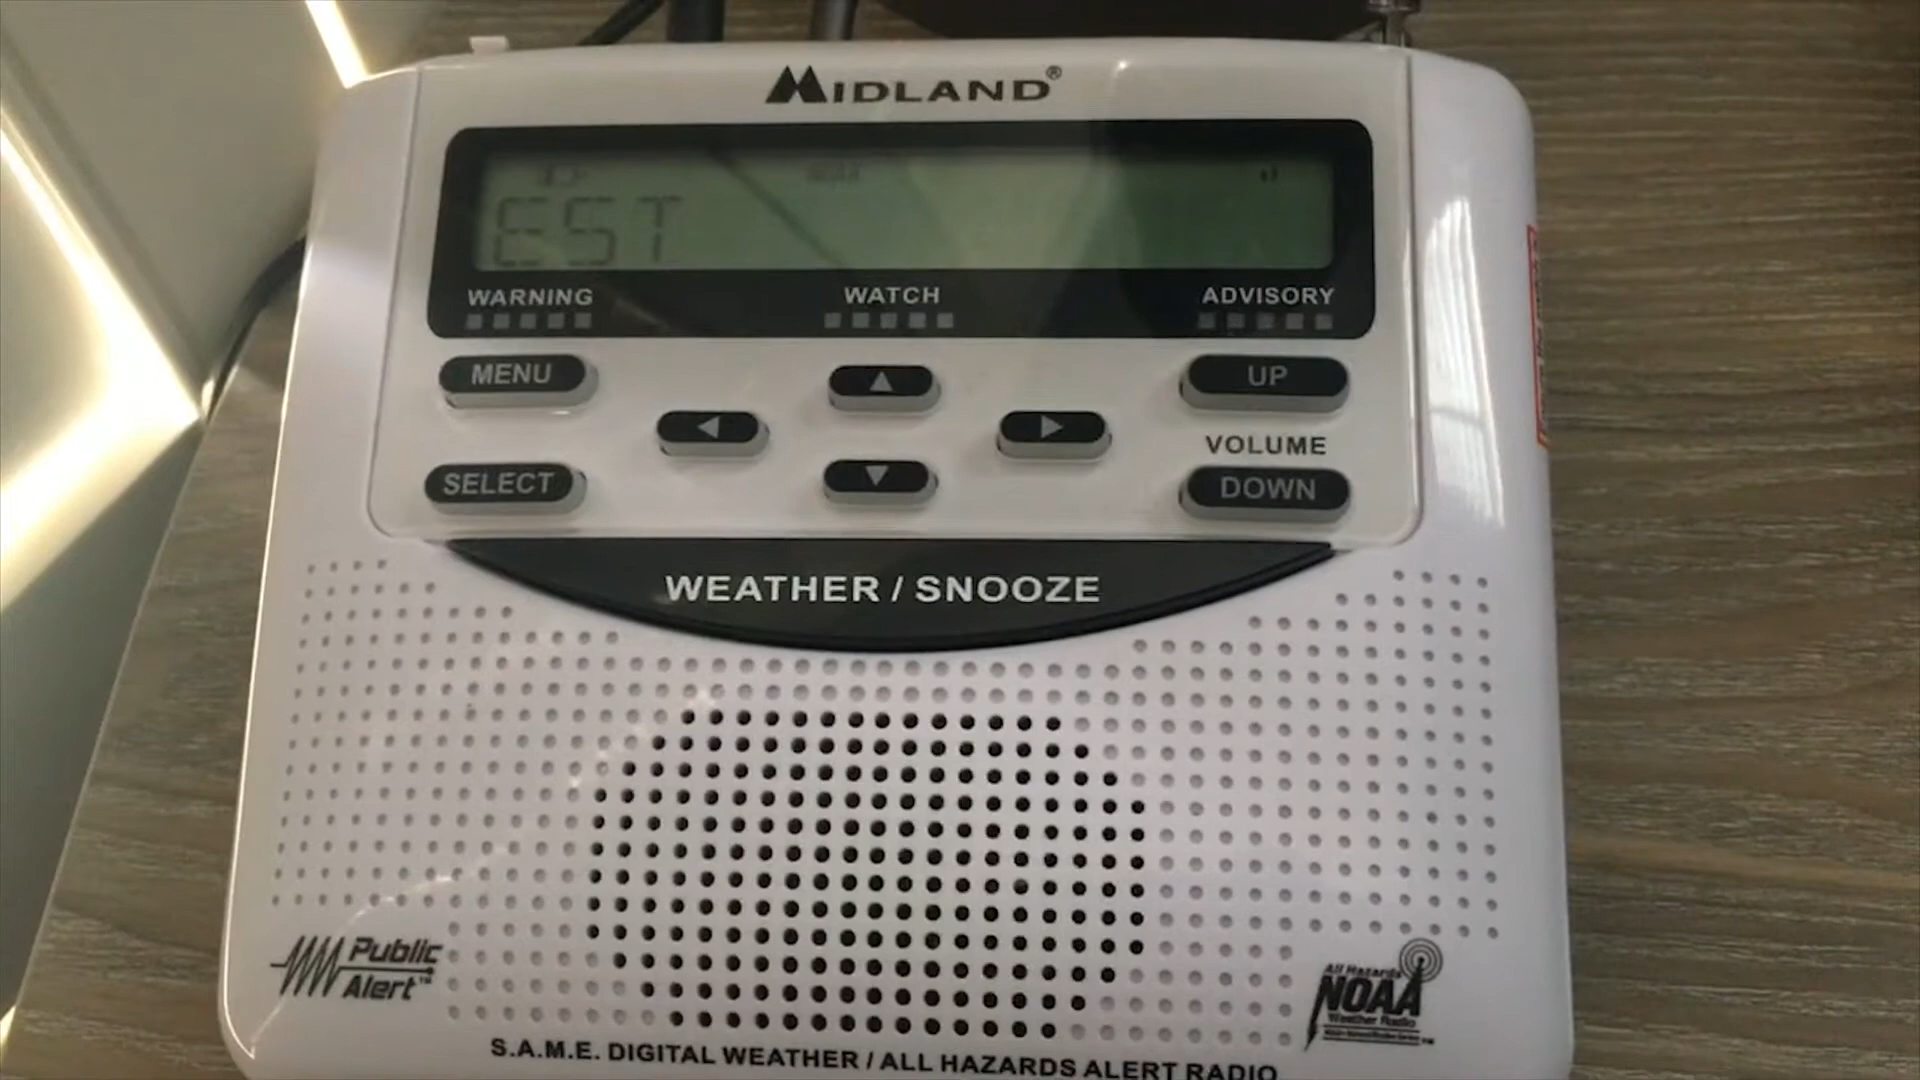 MIDLAND®
EST
WARNING WATCH ADVISORY
MENU ▲ UP
◀ ▶ VOLUME
SELECT ▼ DOWN
WEATHER / SNOOZE
Public Alert™
All Hazards
NOAA
Weather Radio
S.A.M.E. DIGITAL WEATHER / ALL HAZARDS ALERT RADIO